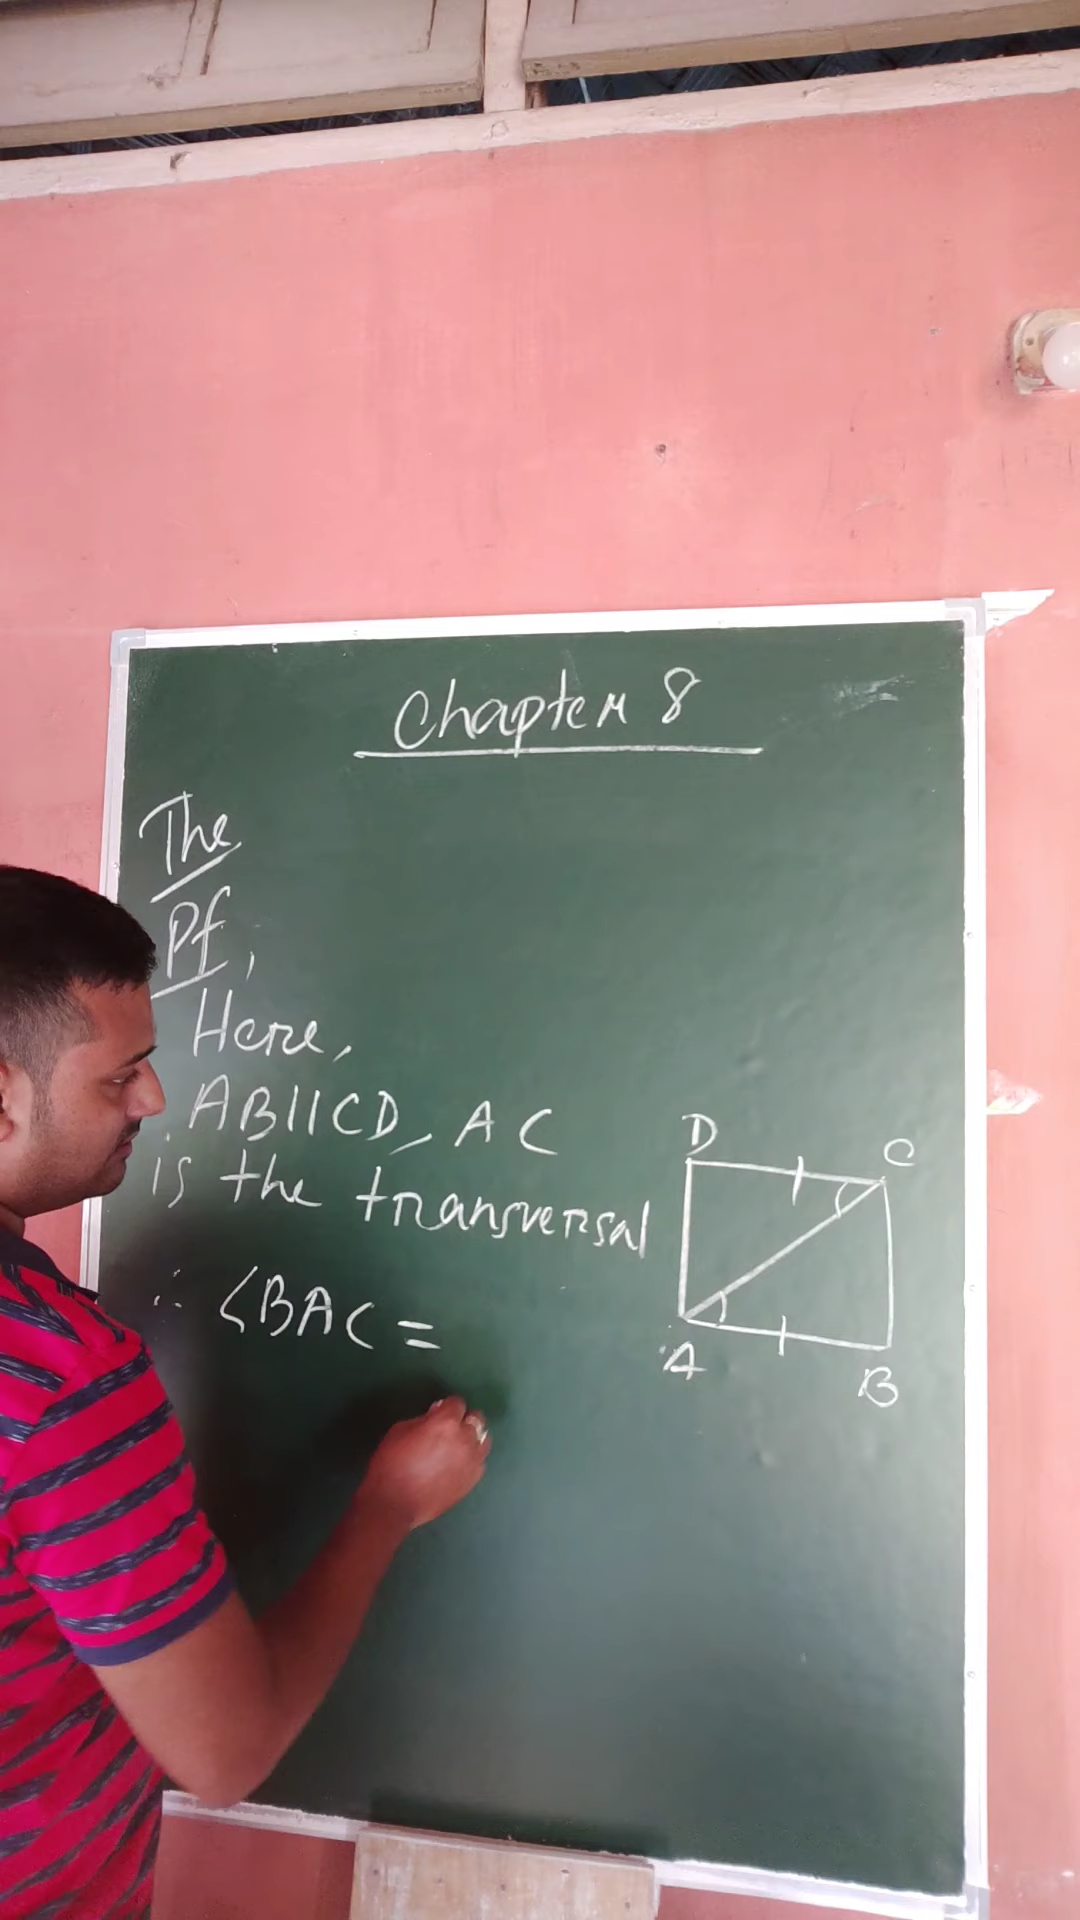 Chapter 8
The
Pf,
Here,
AB||CD, AC
is the transversal
∴ <BAC =
D
C
A
B